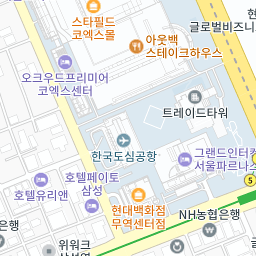 스타필드
코엑스몰
현
글로벌비즈니
아웃백
스테이크하우스
오크우드프리미어
코엑스센터
트레이드타워
한국도심공항
그랜드인터컨
서울파르나스
호텔페이토
삼성
호텔유리앤
현대백화점
무역센터점
5
NH농협은행
은행
위워크
그